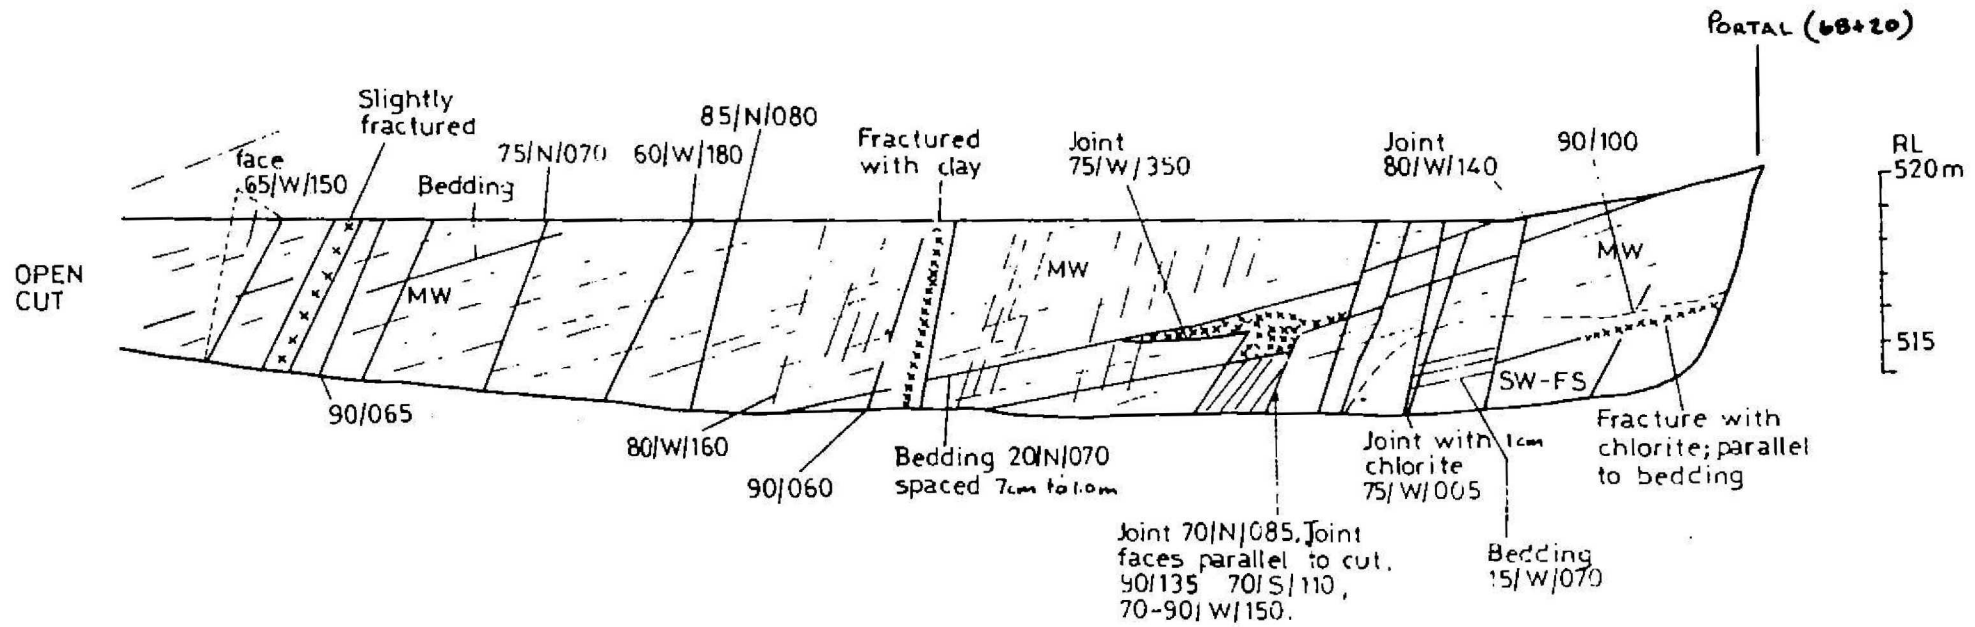 PORTAL (68+20)
Slightly
fractured
85/N/080
face
65/W/150
Bedding
75/N/070
60/W/180
Fractured
with clay
Joint
75/W/350
Joint
80/W/140
90/100
RL
520m
OPEN
CUT
MW
MW
MW
515
SW-FS
90/065
80/W/160
90/060
Bedding 20/N/070
spaced 7cm to 1.0m
Joint with 1cm
chlorite
75/W/005
Fracture with
chlorite; parallel
to bedding
Joint 70/N/085. Joint
faces parallel to cut.
90/135 70/S/110,
70-90/W/150.
Bedding
15/W/070